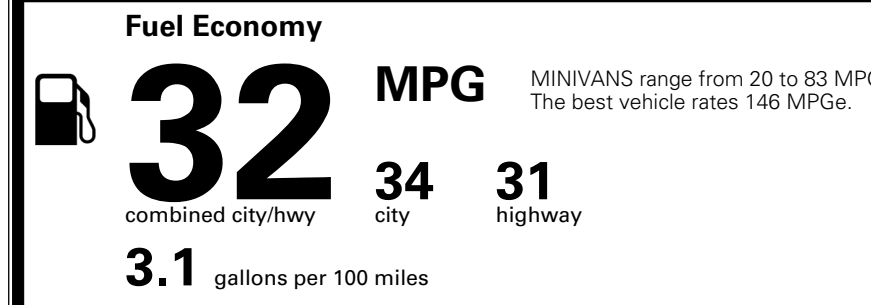 Fuel Economy
32 MPG
MINIVANS range from 20 to 83
The best vehicle rates 146 MPGe.
34 31
combined city/hwy city highway
3.1 gallons per 100 miles